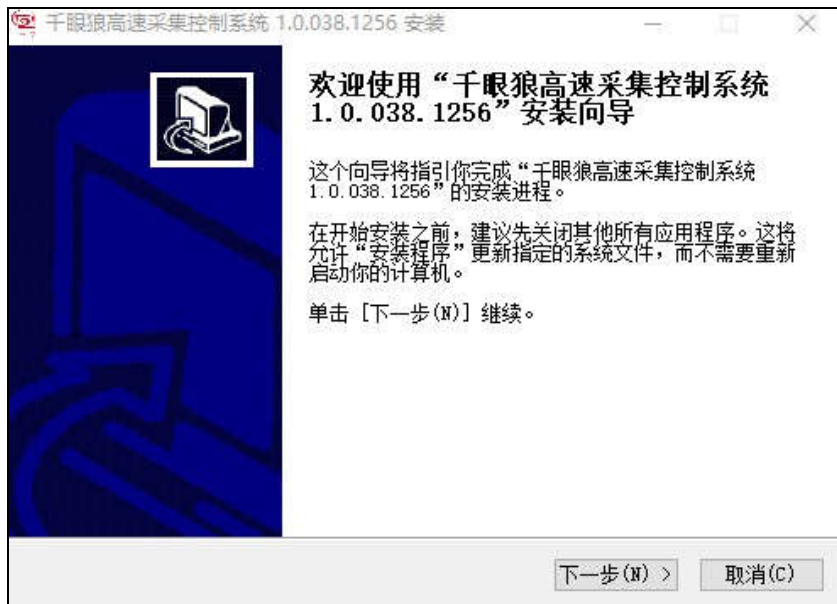 千眼狼高速采集控制系统 1.0.038.1256 安装
欢迎使用“千眼狼高速采集控制系统
1.0.038.1256”安装向导
这个向导将指引你完成“千眼狼高速采集控制系统
1.0.038.1256”的安装进程。
在开始安装之前，建议先关闭其他所有应用程序。这将
允许“安装程序”更新指定的系统文件，而不需要重新
启动你的计算机。
单击 [下一步(N)] 继续。
下一步(N) >
取消(C)